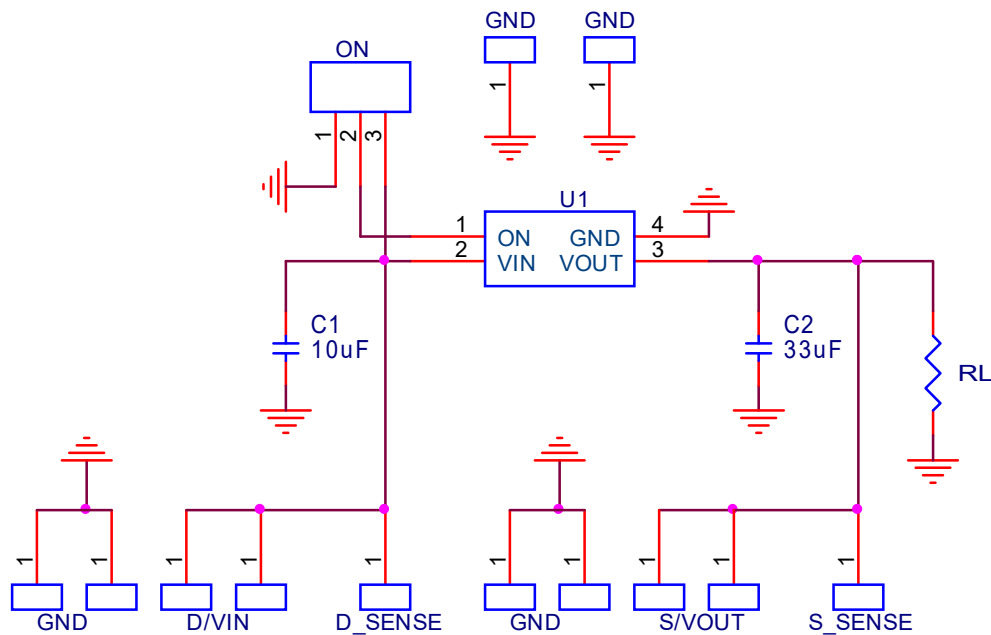 GND GND
ON
1 1
1 2 3
U1
1 ON GND 4
2 VIN VOUT 3
C1
10uF
C2
33uF
RL
1 1 1 1 1 1 1 1 1 1
GND D/VIN D_SENSE GND S/VOUT S_SENSE